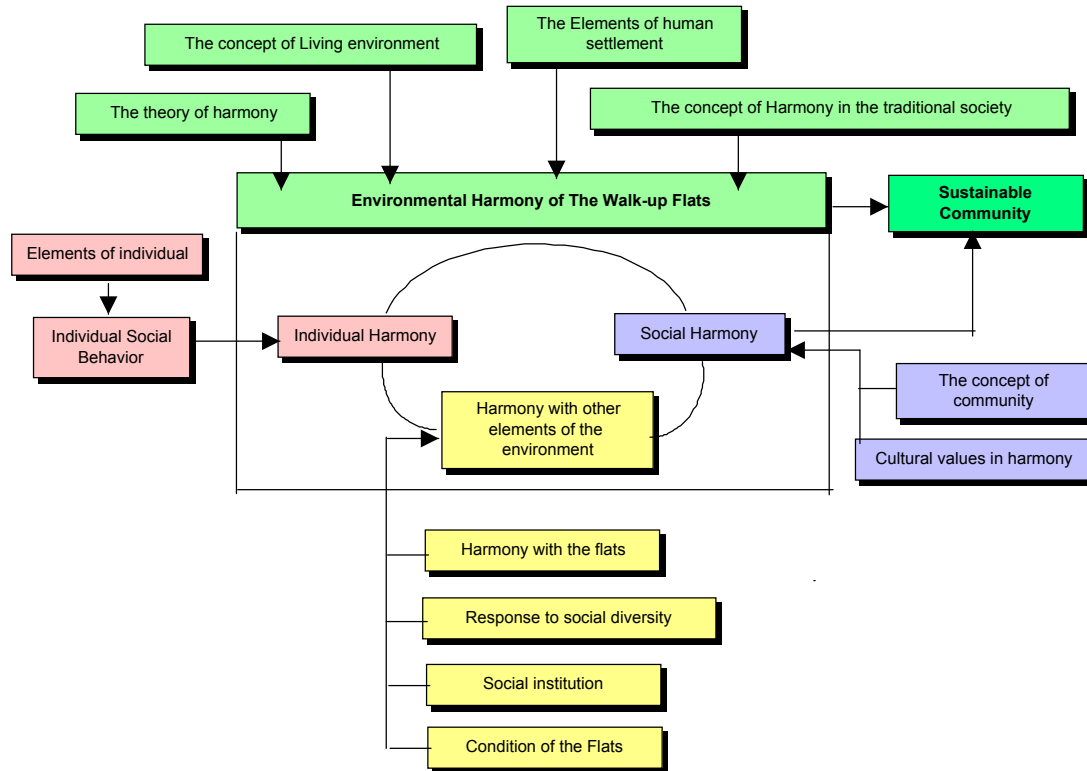 The Elements of human
settlement
The concept of Living environment
The theory of harmony
The concept of Harmony in the traditional society
Environmental Harmony of The Walk-up Flats
Sustainable
Community
Elements of individual
Individual Social
Behavior
Individual Harmony
Social Harmony
Harmony with other
elements of the
environment
The concept of
community
Cultural values in harmony
Harmony with the flats
Response to social diversity
Social institution
Condition of the Flats